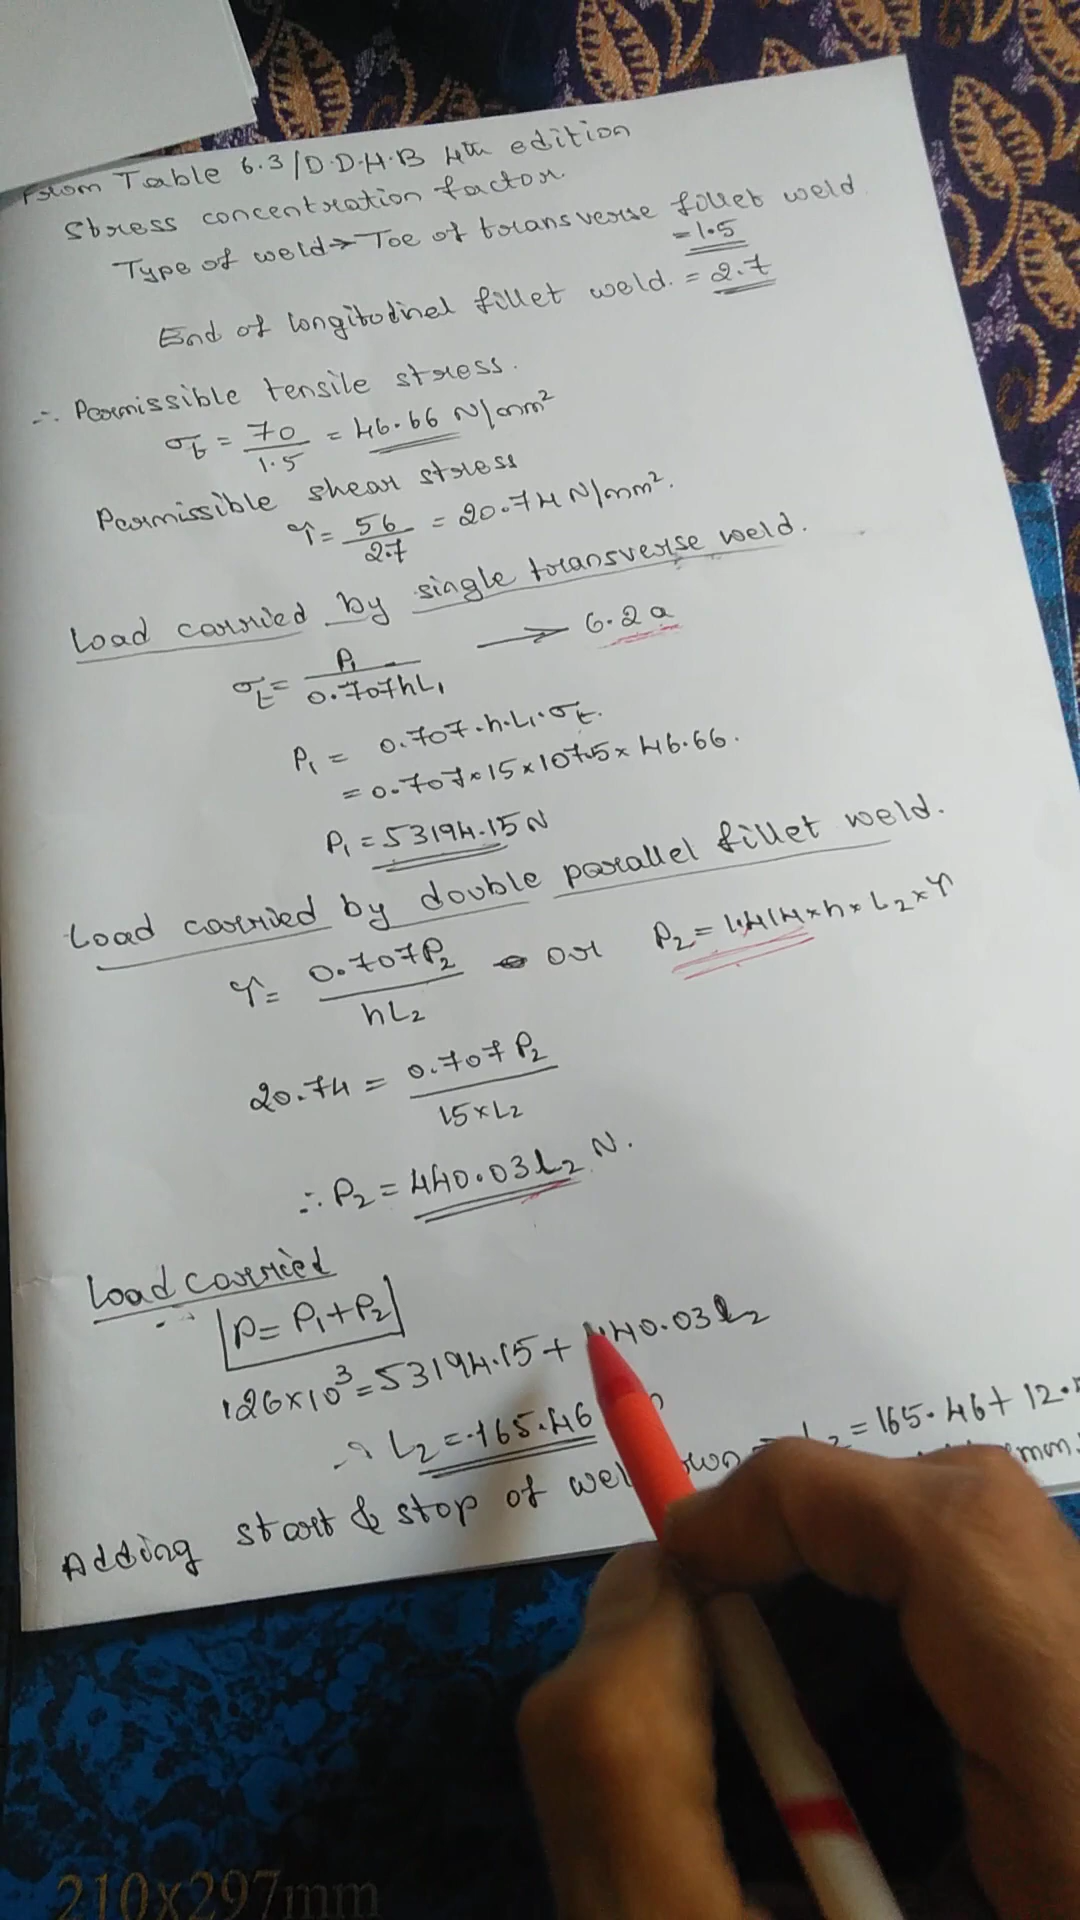 From Table 6.3/D.D.H.B 4th edition
Stress concentration factor
Type of weld → Toe of transverse fillet weld
= 1.5
End of longitudinel fillet weld. = 2.7
∴ Permissible tensile stress.
σt = 70/1.5 = 46.66 N/mm²
Permissible shear stress
τ = 56/2.7 = 20.74 N/mm².
Load carried by single transverse weld.
σt = P1/0.707hL1 → 6.2a
P1 = 0.707.h.L1.σt.
= 0.707×15×107.5×46.66.
P1 = 53194.15N
Load carried by double parallel fillet weld.
τ = 0.707P2/hL2 or P2 = 1.414×h×L2×τ
20.74 = 0.707P2/15×L2
∴ P2 = 440.03L2 N.
Load carried
P = P1+P2
126×10³ = 53194.15 + 440.03l2
∴ L2 = 165.46
Adding start & stop of wel = 165.46 + 12.
mm.
210x297mm